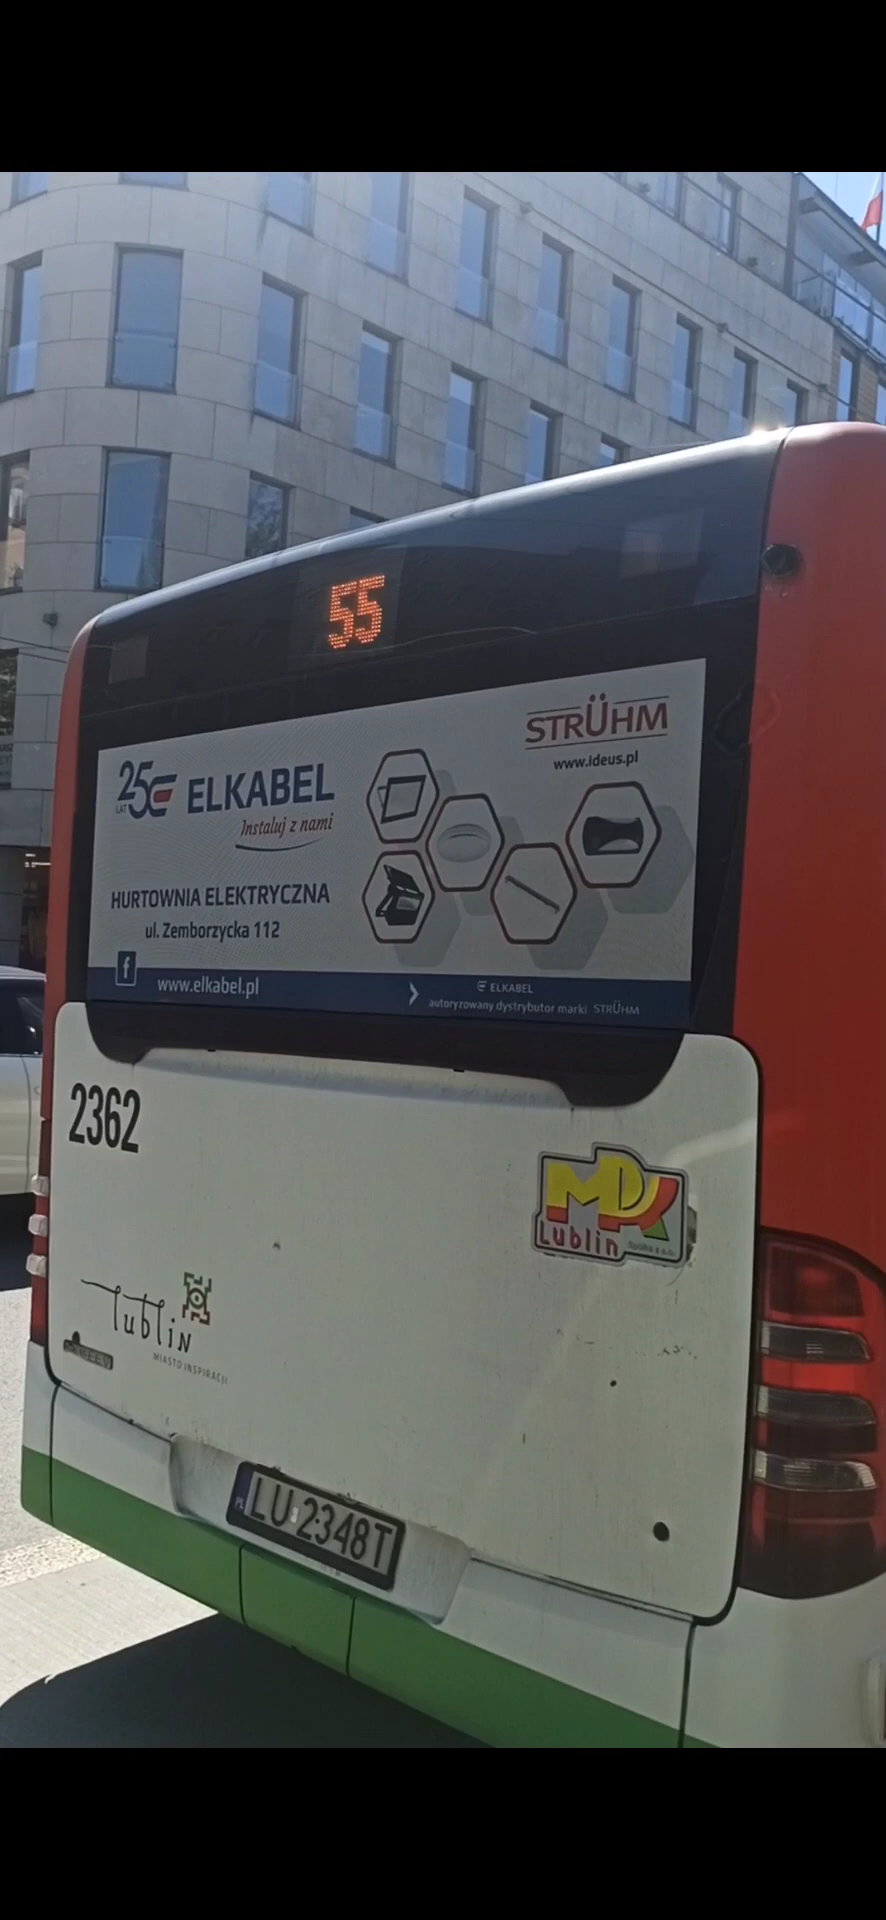 55
STRÜHM
www.ideus.pl
25 LAT ELKABEL
Instaluj z nami
HURTOWNIA ELEKTRYCZNA
ul. Zemborzycka 112
f www.elkabel.pl
ELKABEL
autoryzowany dystrybutor marki STRÜHM
2362
MPK
Lublin Spółka z o.o.
lublin
MIASTO INSPIRACJI
PL LU 2348T